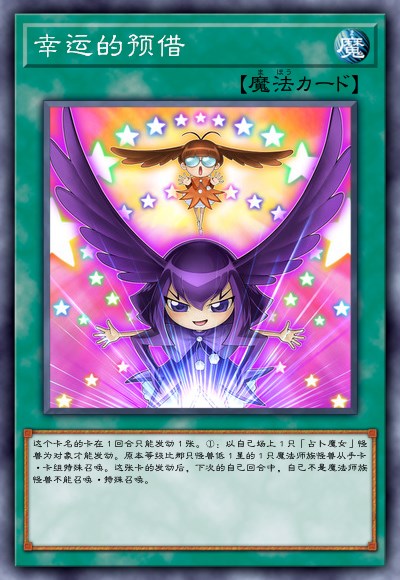 幸运的预借
魔
【魔法カード】
这个卡名的卡在1回合只能发动1张。①:以自己场上1只「占卜魔女」怪
兽为对象才能发动。原本等级比那只怪兽低1星的1只魔法师族怪兽从手卡
·卡组特殊召唤。这张卡的发动后,下次的自己回合中,自己不是魔法师族
怪兽不能召唤·特殊召唤。